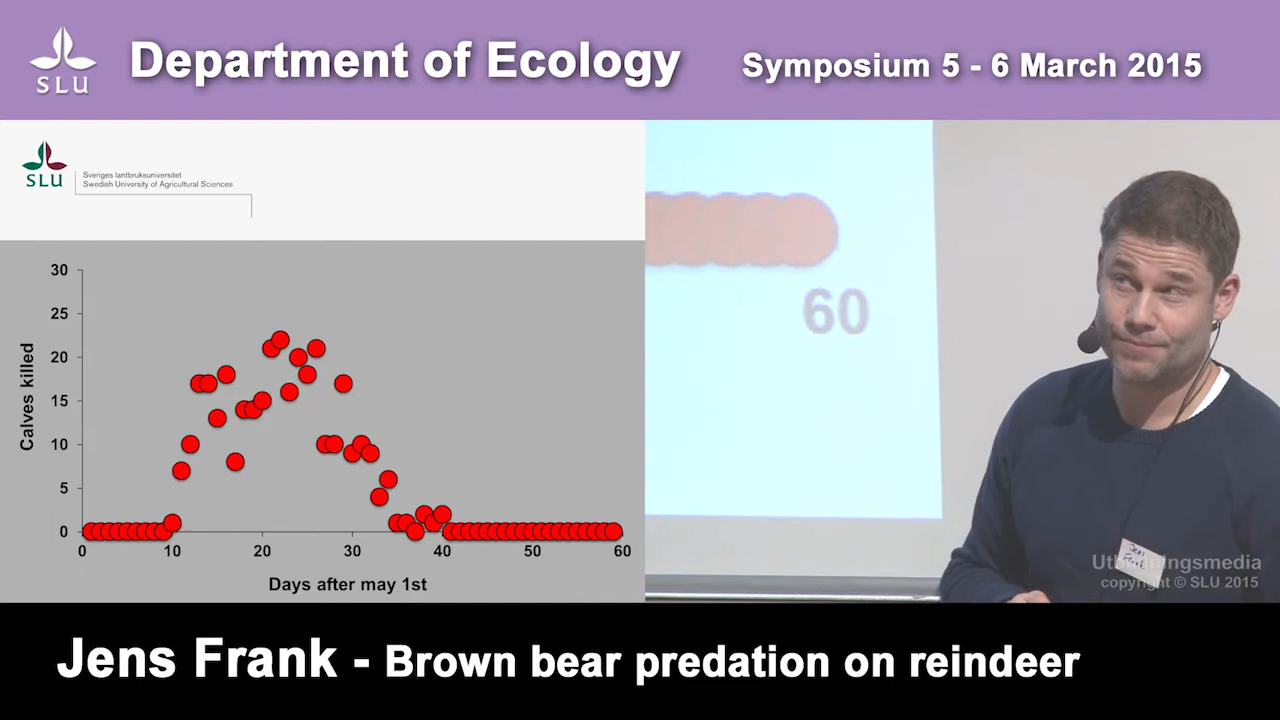 SLU
Department of Ecology
Symposium 5 - 6 March 2015
SLU
Sveriges lantbruksuniversitet
Swedish University of Agricultural Sciences
30
25
20
15
10
5
0
Calves killed
0 10 20 30 40 50 60
Days after may 1st
60
Jens
copyright © SLU 2015
Jens Frank - Brown bear predation on reindeer